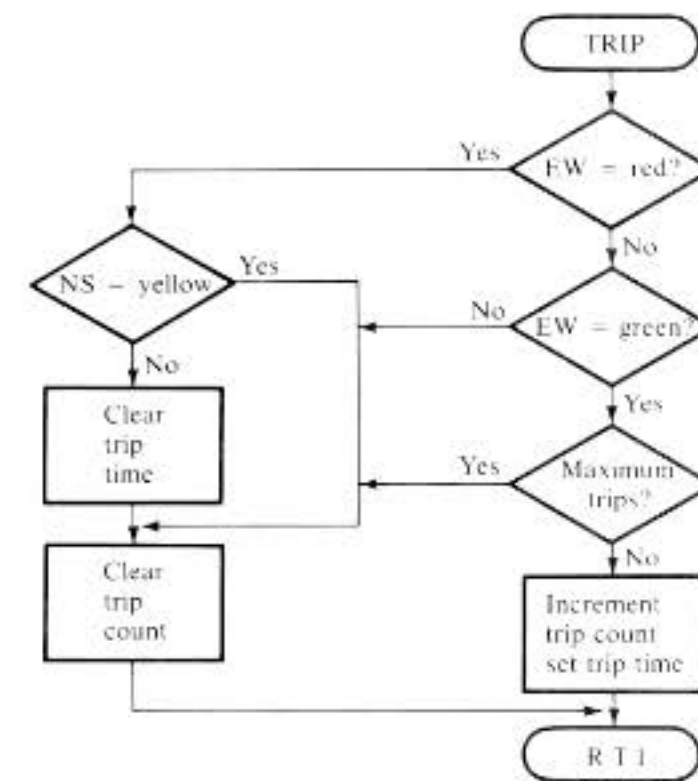 TRIP
Yes
EW = red?
No
NS - yellow
Yes
No
EW = green?
No
Yes
Clear
trip
time
Yes
Maximum
trips?
No
Clear
trip
count
Increment
trip count
set trip time
RTI